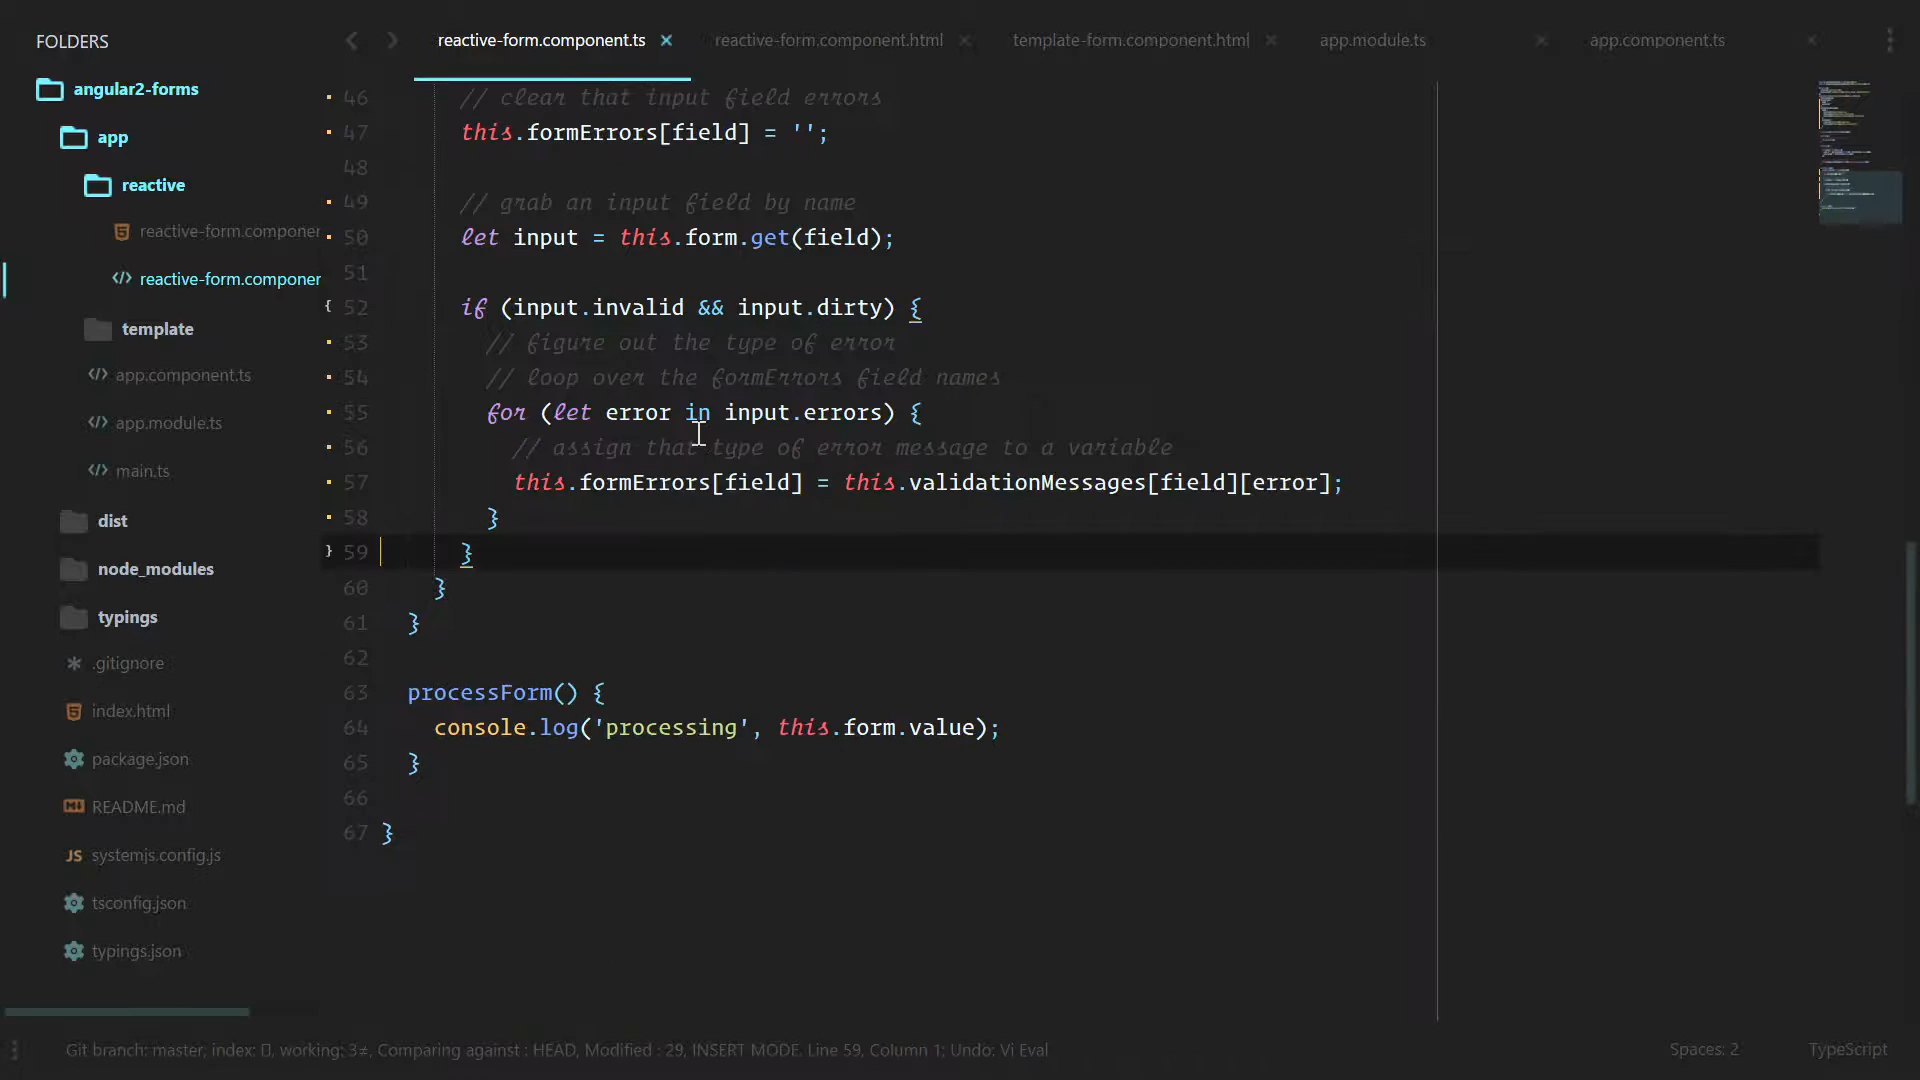 FOLDERS
angular2-forms
app
reactive
reactive-form.componer
reactive-form.componer
template
app.component.ts
app.module.ts
main.ts
dist
node_modules
typings
.gitignore
index.html
package.json
README.md
JS systemjs.config.js
tsconfig.json
typings.json
reactive-form.component.ts
reactive-form.component.html
template-form.component.html
app.module.ts
app.component.ts
46 // clear that input field errors
47 this.formErrors[field] = '';
48
49 // grab an input field by name
50 let input = this.form.get(field);
51
{ 52 if (input.invalid && input.dirty) {
53 // figure out the type of error
54 // loop over the formErrors field names
55 for (let error in input.errors) {
56 // assign that type of error message to a variable
57 this.formErrors[field] = this.validationMessages[field][error];
58 }
} 59 }
60 }
61 }
62
63 processForm() {
64 console.log('processing', this.form.value);
65 }
66
67 }
Git branch: master, index: , working: 3≠, Comparing against : HEAD, Modified : 29, INSERT MODE, Line 59, Column 1; Undo: Vi Eval
Spaces: 2
TypeScript